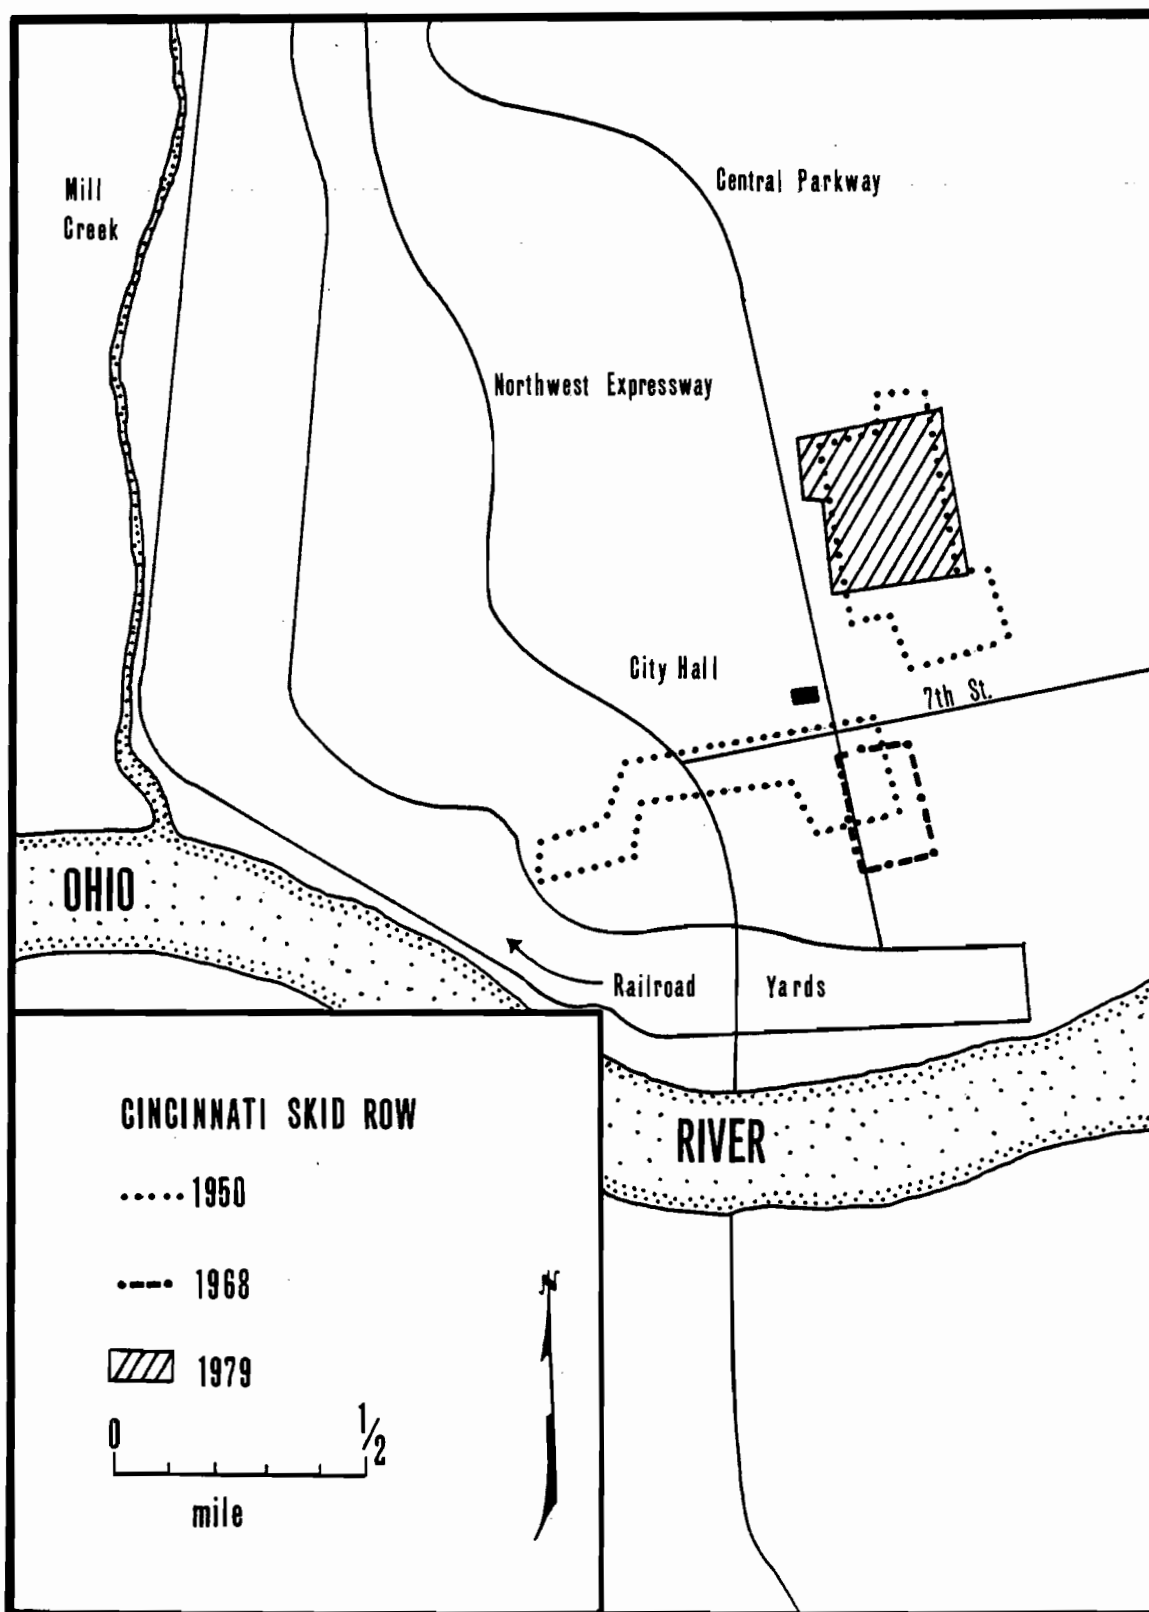 Mill
Creek
Central Parkway
Northwest Expressway
City Hall
7th St.
OHIO
Railroad Yards
RIVER
CINCINNATI SKID ROW
1950
1968
1979
N
0 1/2
mile